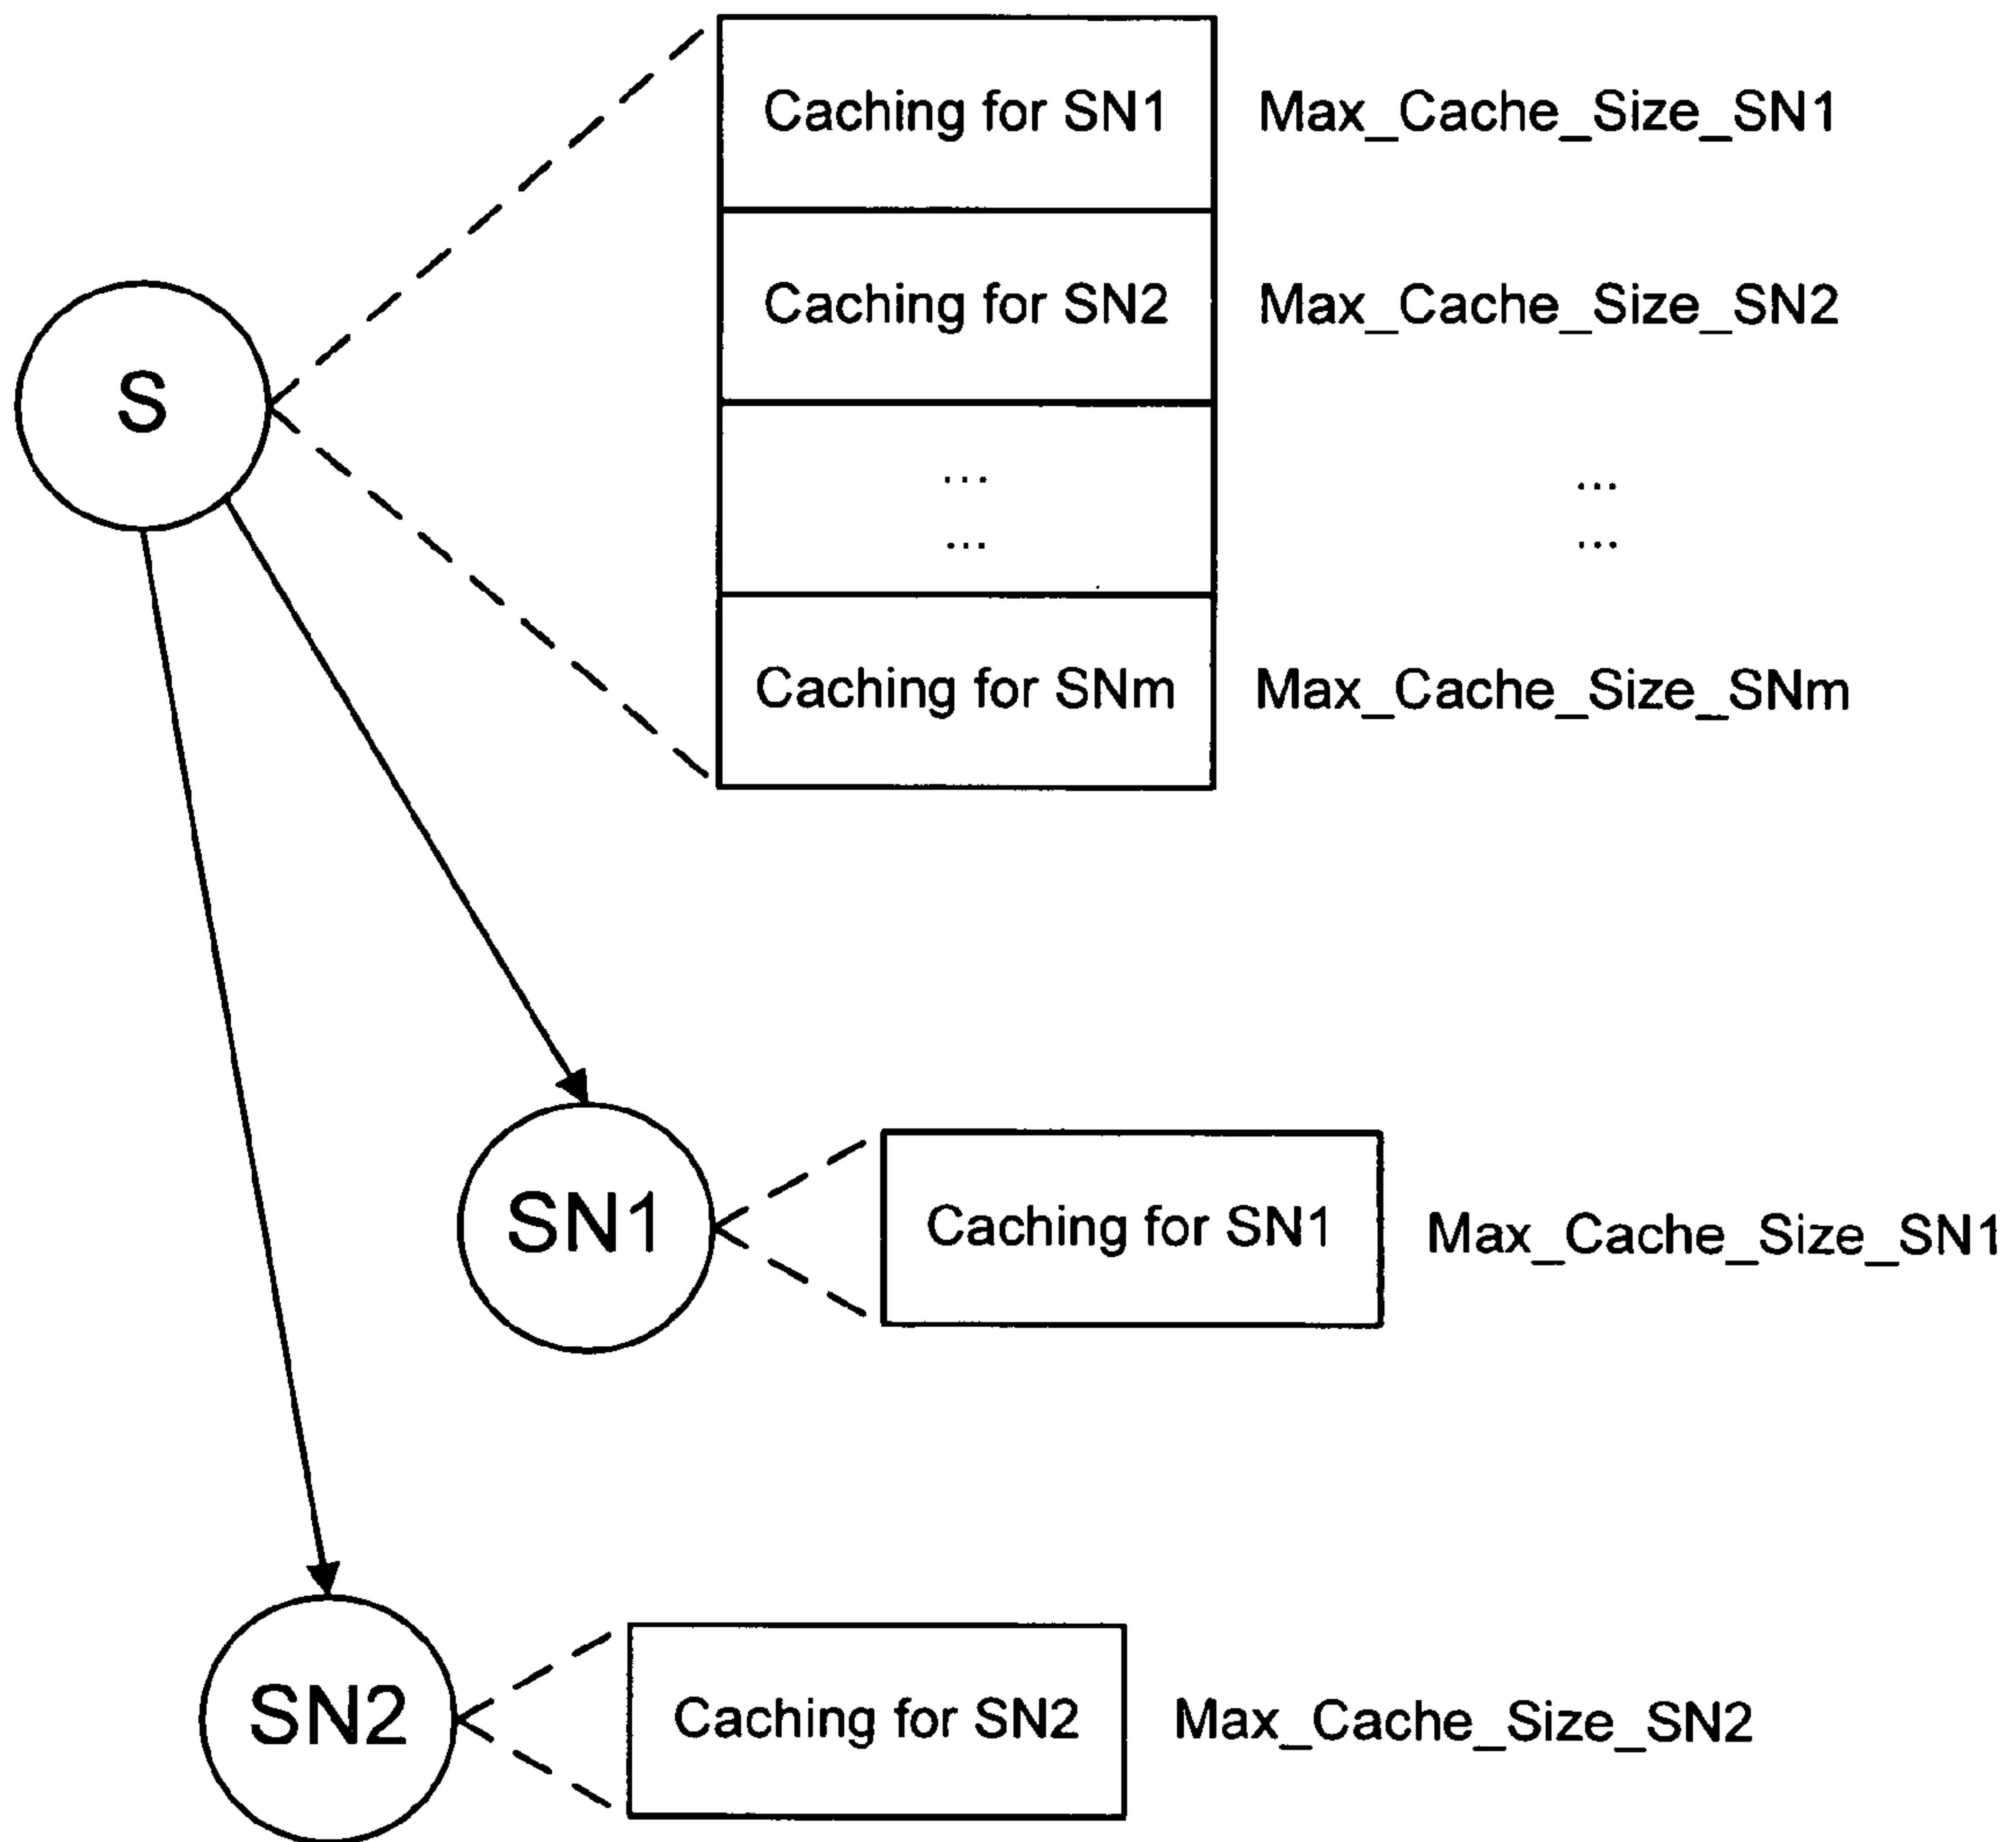 Caching for SN1 Max_Cache_Size_SN1
Caching for SN2 Max_Cache_Size_SN2
S
... ...
... ...
Caching for SNm Max_Cache_Size_SNm
SN1 Caching for SN1 Max_Cache_Size_SN1
SN2 Caching for SN2 Max_Cache_Size_SN2